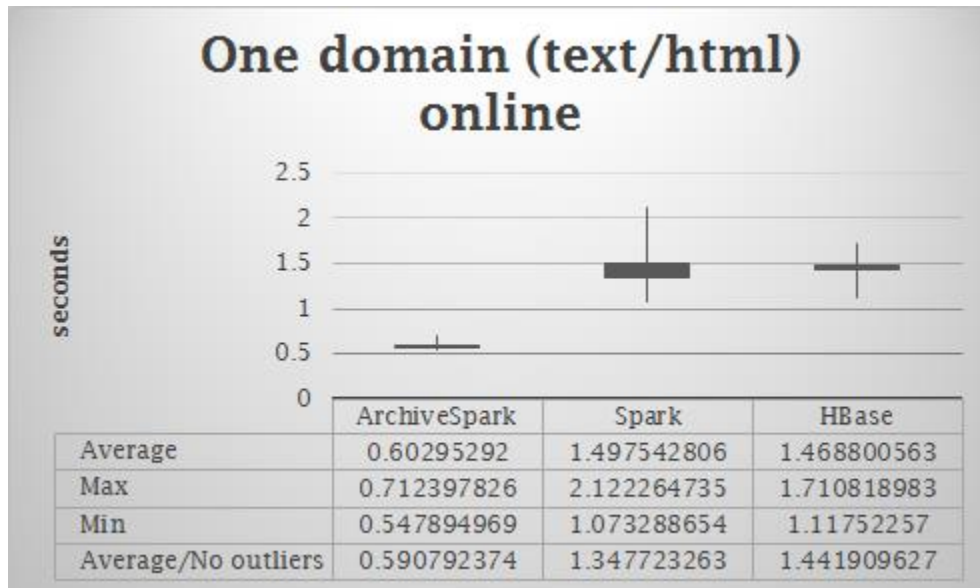 One domain (text/html)
online
seconds
2.5
2
1.5
1
0.5
0
ArchiveSpark Spark HBase
Average 0.60295292 1.497542806 1.468800563
Max 0.712397826 2.122264735 1.710818983
Min 0.547894969 1.073288654 1.11752257
Average/No outliers 0.590792374 1.347723263 1.441909627